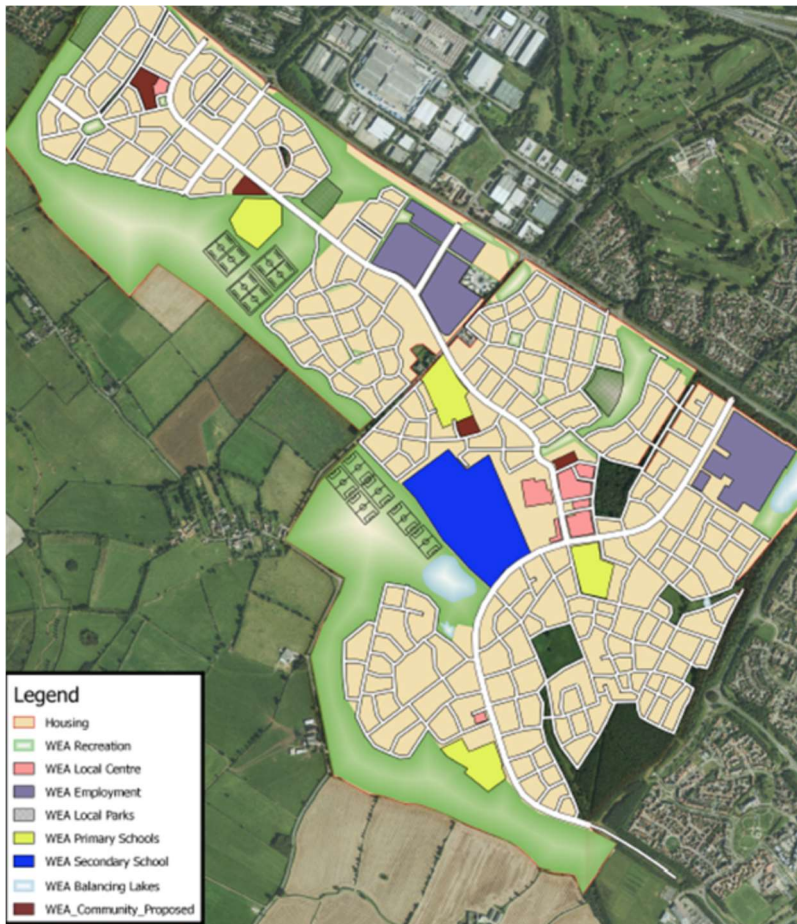 Legend
Housing
WEA Recreation
WEA Local Centre
WEA Employment
WEA Local Parks
WEA Primary Schools
WEA Secondary School
WEA Balancing Lakes
WEA_Community_Proposed